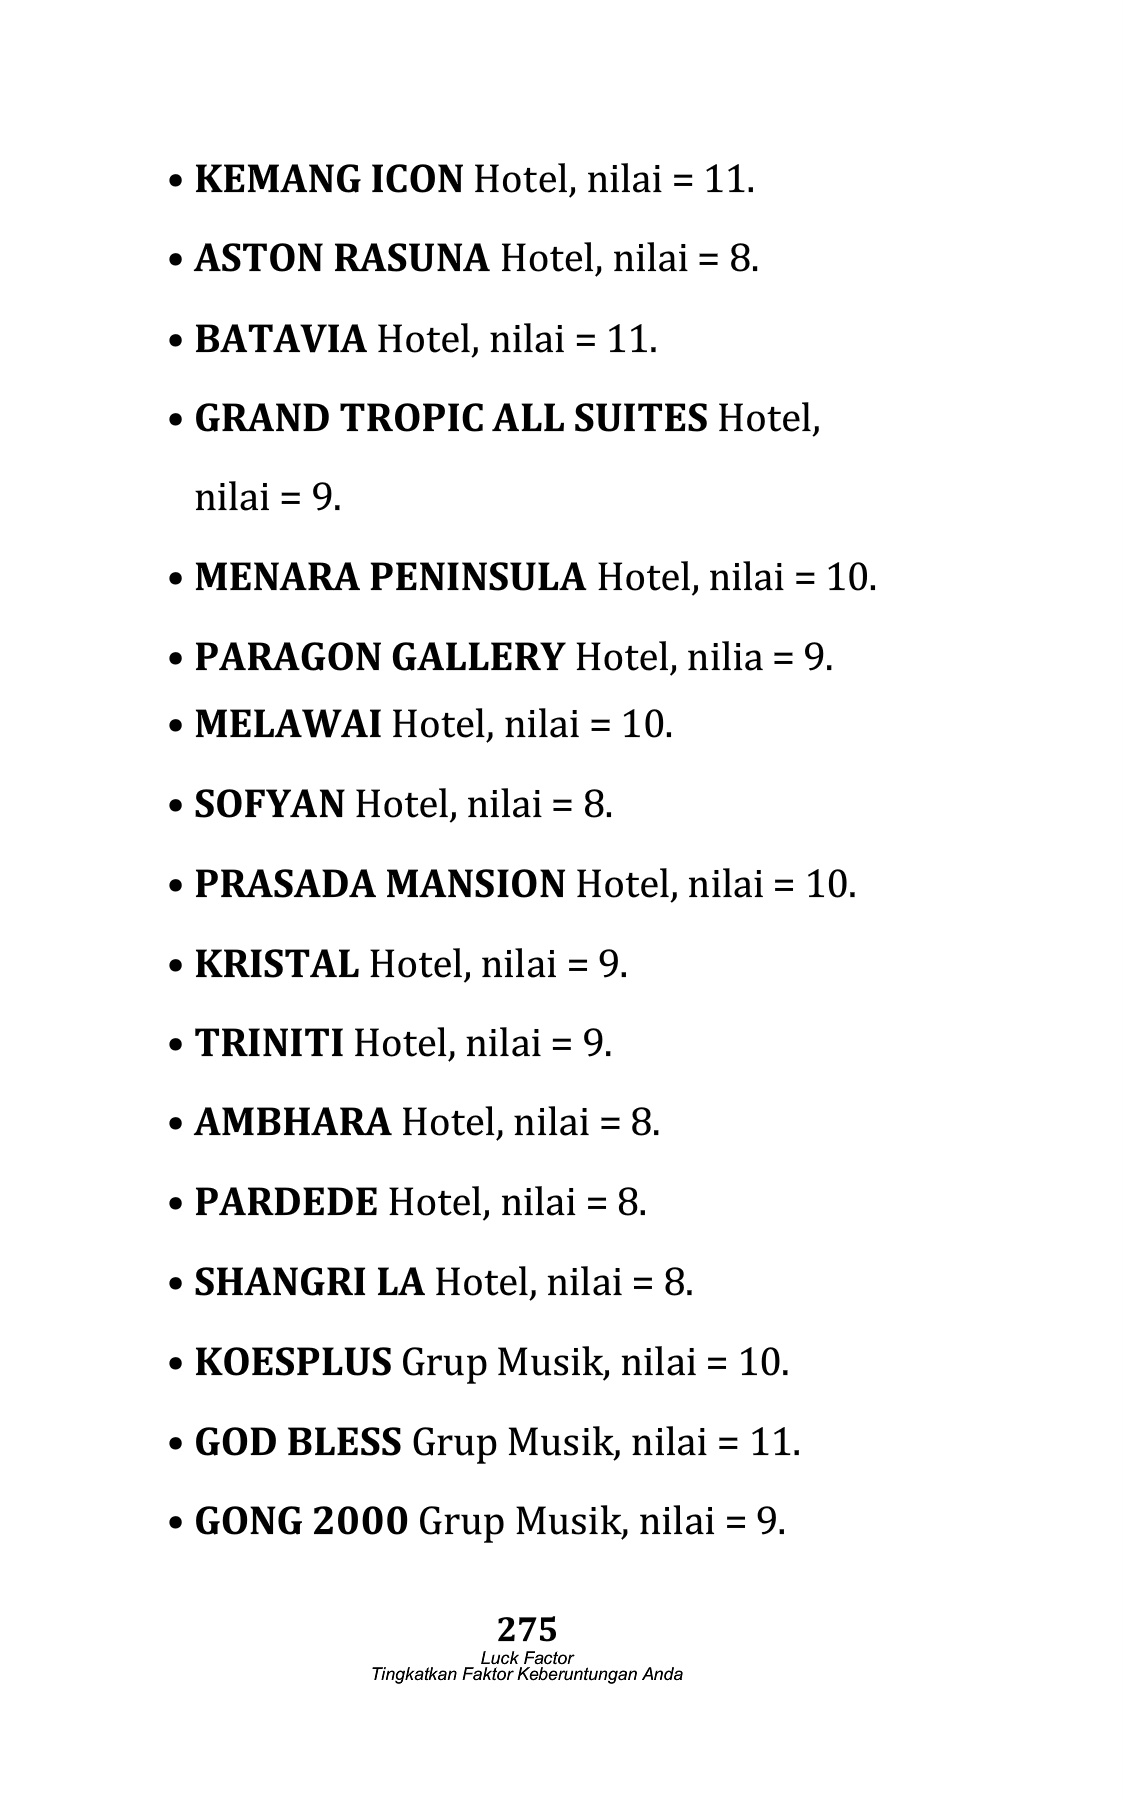 • KEMANG ICON Hotel, nilai = 11.
• ASTON RASUNA Hotel, nilai = 8.
• BATAVIA Hotel, nilai = 11.
• GRAND TROPIC ALL SUITES Hotel,
nilai = 9.
• MENARA PENINSULA Hotel, nilai = 10.
• PARAGON GALLERY Hotel, nilia = 9.
• MELAWAI Hotel, nilai = 10.
• SOFYAN Hotel, nilai = 8.
• PRASADA MANSION Hotel, nilai = 10.
• KRISTAL Hotel, nilai = 9.
• TRINITI Hotel, nilai = 9.
• AMBHARA Hotel, nilai = 8.
• PARDEDE Hotel, nilai = 8.
• SHANGRI LA Hotel, nilai = 8.
• KOESPLUS Grup Musik, nilai = 10.
• GOD BLESS Grup Musik, nilai = 11.
• GONG 2000 Grup Musik, nilai = 9.
275
Luck Factor
Tingkatkan Faktor Keberuntungan Anda